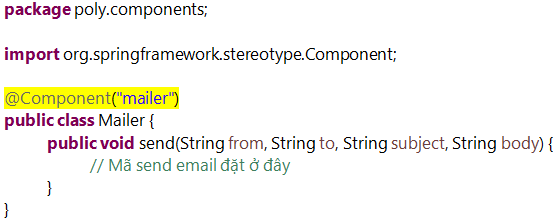 package poly.components;
import org.springframework.stereotype.Component;
@Component("mailer")
public class Mailer {
public void send(String from, String to, String subject, String body) {
// Mã send email đặt ở đây
}
}